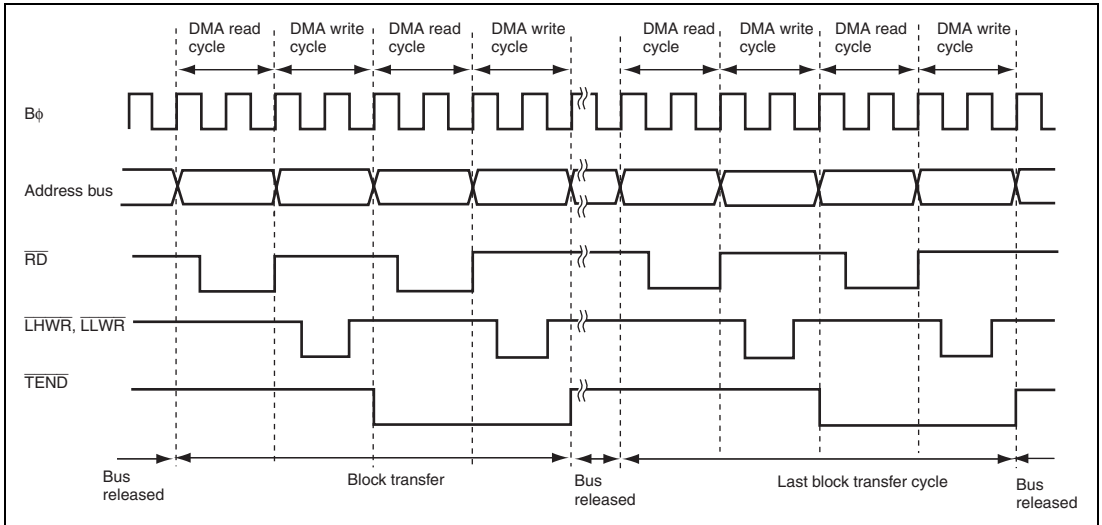 DMA read cycle
DMA write cycle
DMA read cycle
DMA write cycle
DMA read cycle
DMA write cycle
DMA read cycle
DMA write cycle
Bϕ
Address bus
RD
LHWR, LLWR
TEND
Bus released
Block transfer
Bus released
Last block transfer cycle
Bus released